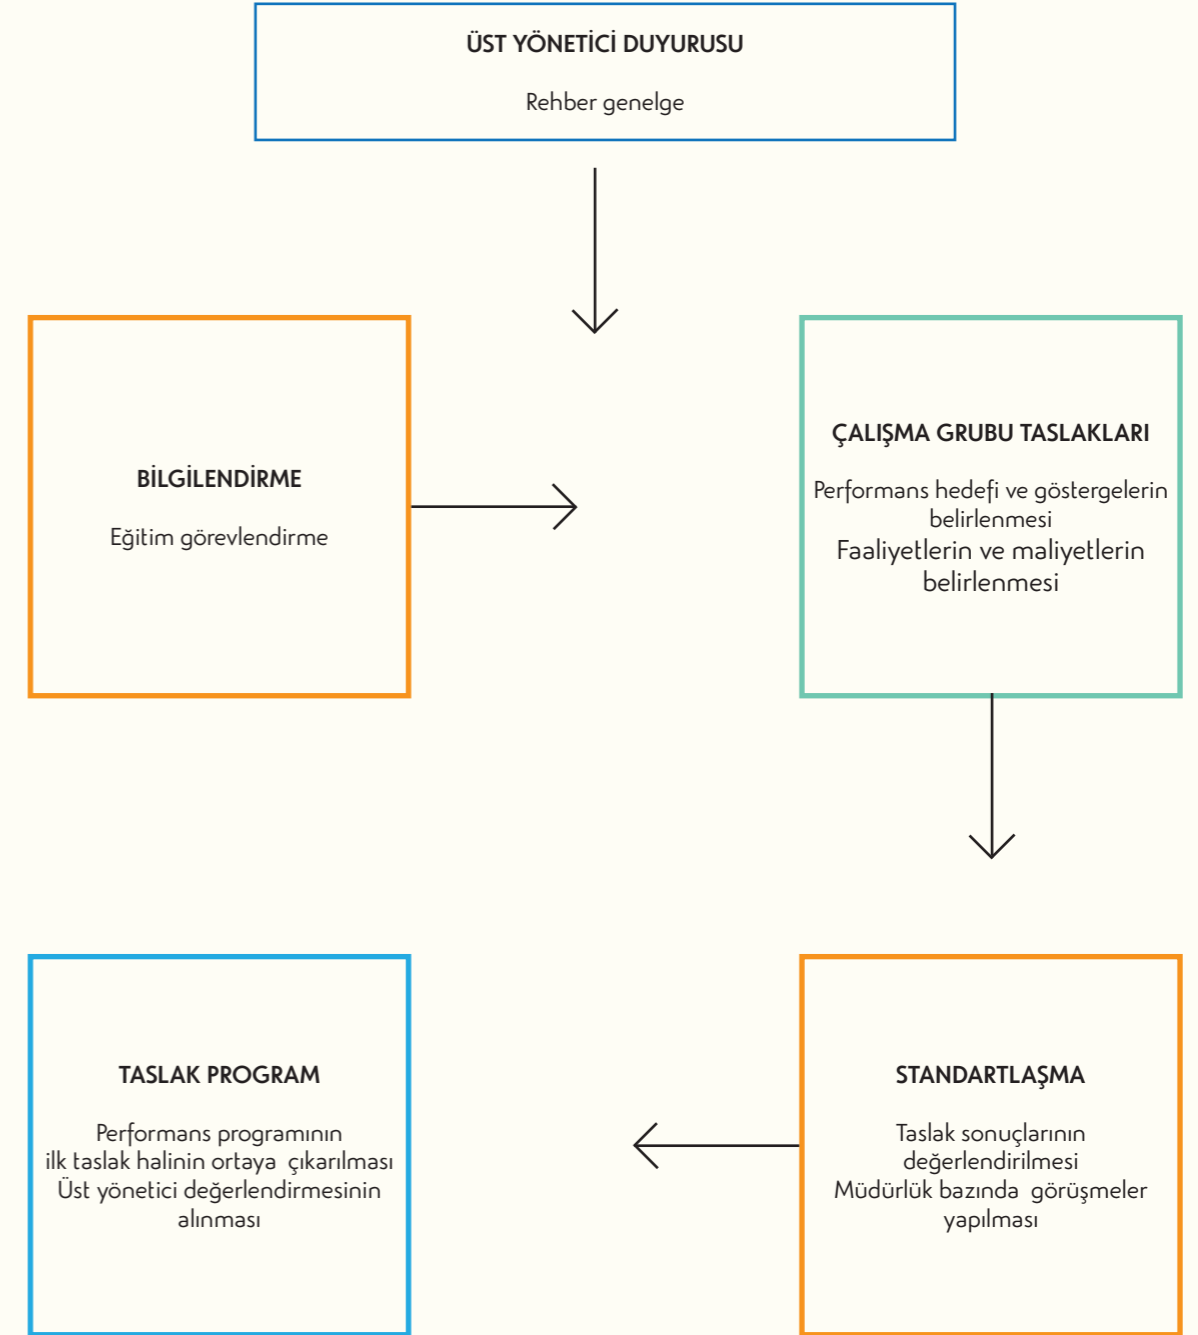 ÜST YÖNETİCİ DUYURUSU
Rehber genelge
BİLGİLENDİRME
Eğitim görevlendirme
ÇALIŞMA GRUBU TASLAKLARI
Performans hedefi ve göstergelerin
belirlenmesi
Faaliyetlerin ve maliyetlerin
belirlenmesi
STANDARTLAŞMA
Taslak sonuçlarının
değerlendirilmesi
Müdürlük bazında görüşmeler
yapılması
TASLAK PROGRAM
Performans programının
ilk taslak halinin ortaya çıkarılması
Üst yönetici değerlendirmesinin
alınması